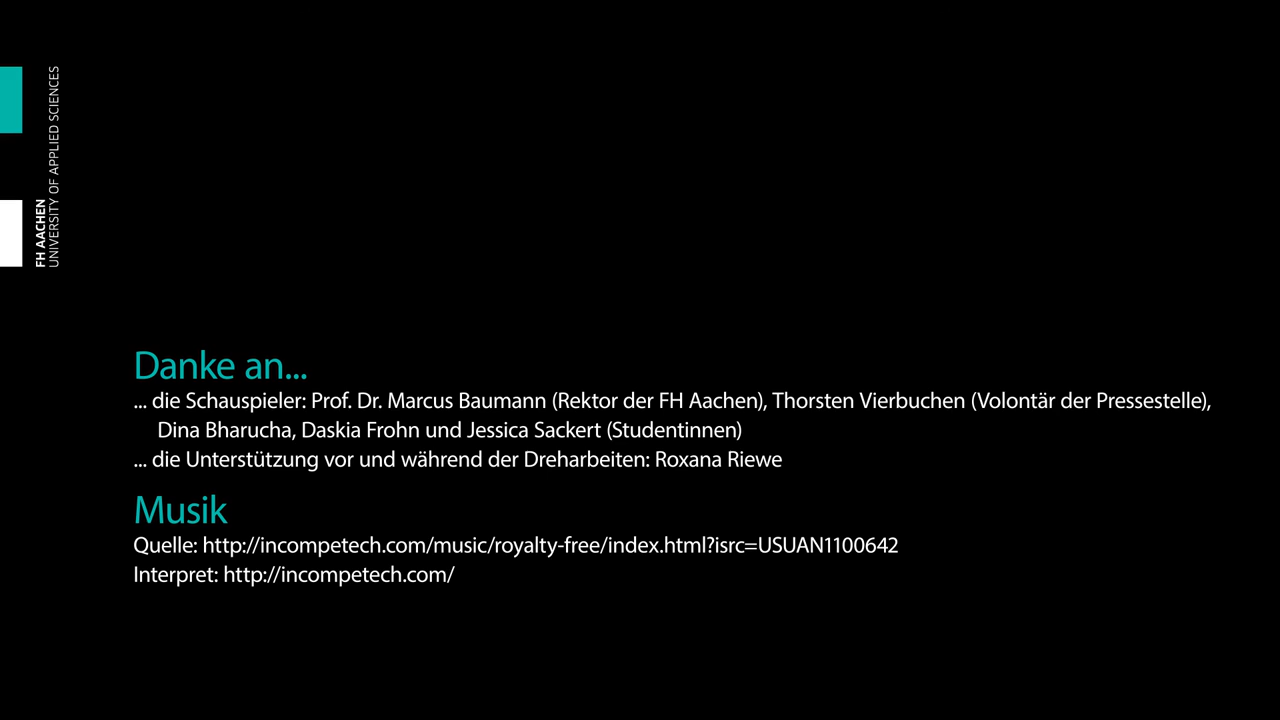 FH AACHEN
UNIVERSITY OF APPLIED SCIENCES
Danke an...
... die Schauspieler: Prof. Dr. Marcus Baumann (Rektor der FH Aachen), Thorsten Vierbuchen (Volontär der Pressestelle),
Dina Bharucha, Daskia Frohn und Jessica Sackert (Studentinnen)
... die Unterstützung vor und während der Dreharbeiten: Roxana Riewe
Musik
Quelle: http://incompetech.com/music/royalty-free/index.html?isrc=USUAN1100642
Interpret: http://incompetech.com/